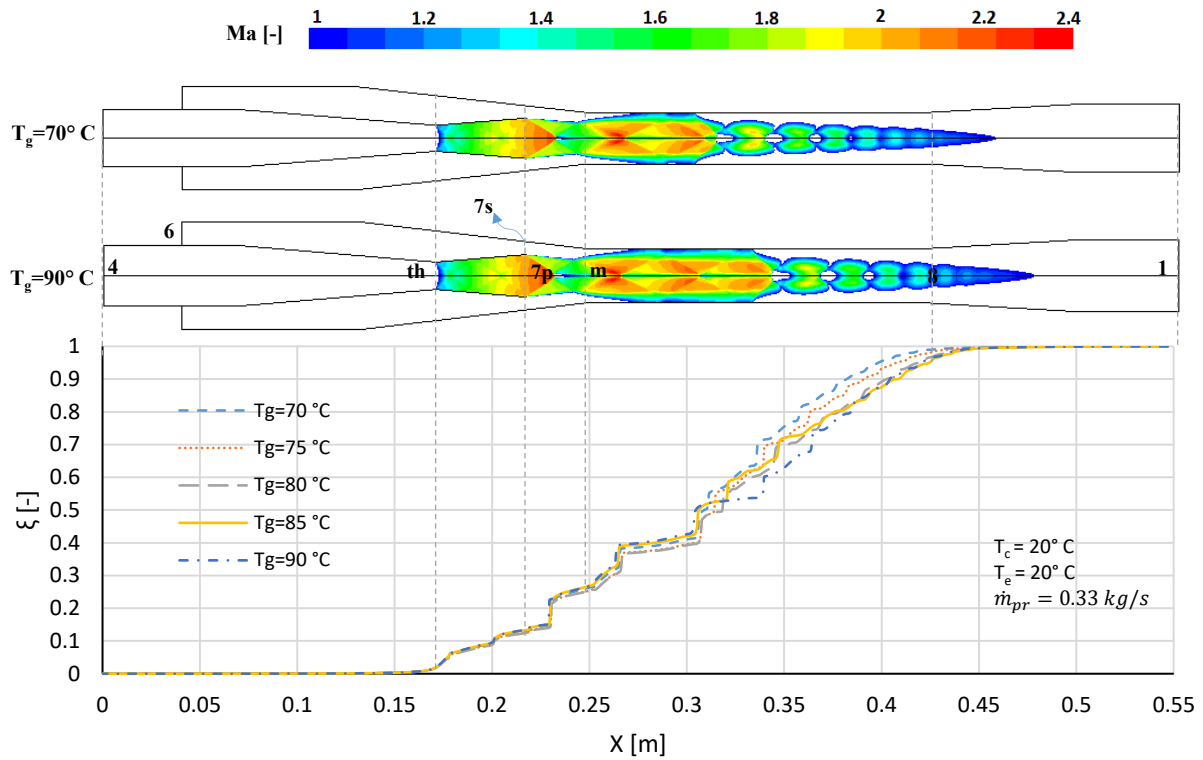 Ma [-]
1 1.2 1.4 1.6 1.8 2 2.2 2.4
Tg=70° C
7s
6
4 th 7p m 8 1
Tg=90° C
1
0.9
0.8
0.7
0.6
0.5
0.4
0.3
0.2
0.1
0
ξ [-]
Tg=70 °C
Tg=75 °C
Tg=80 °C
Tg=85 °C
Tg=90 °C
Tc = 20° C
Te = 20° C
ṁpr = 0.33 kg/s
0 0.05 0.1 0.15 0.2 0.25 0.3 0.35 0.4 0.45 0.5 0.55
X [m]